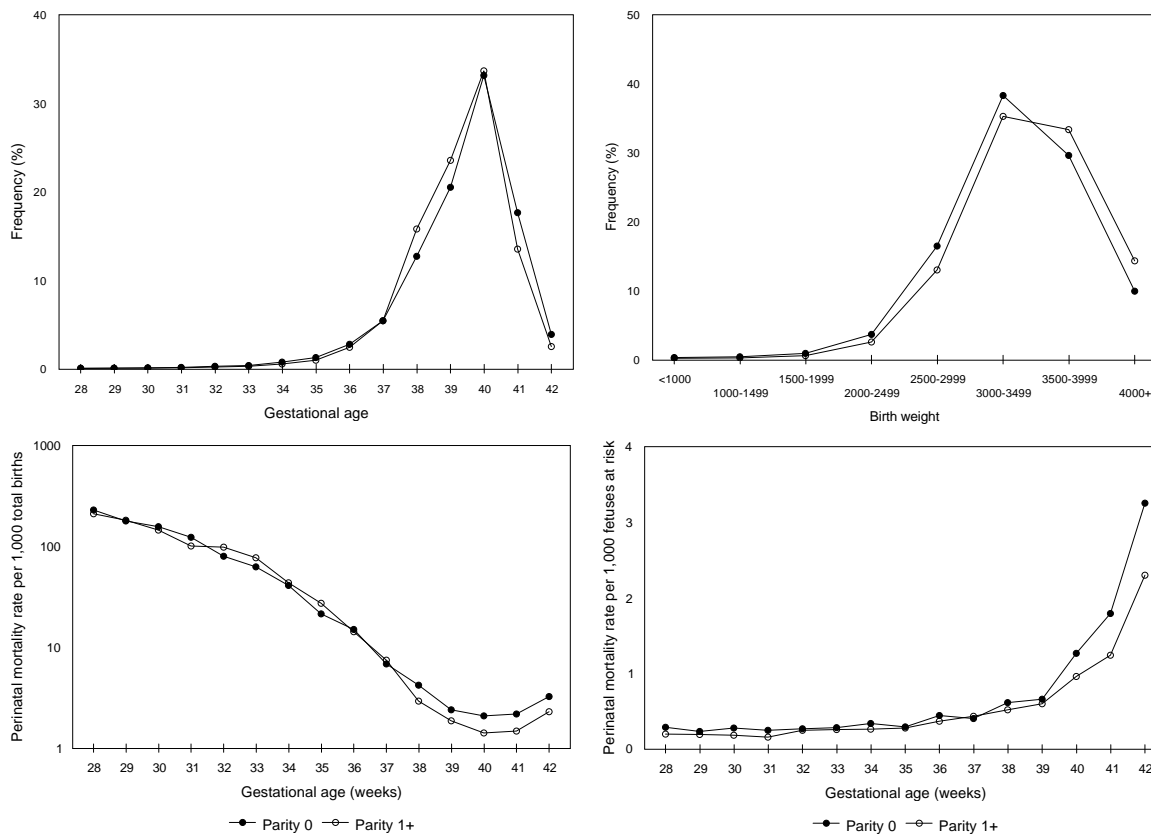 Frequency (%)
40
30
20
10
0
28 29 30 31 32 33 34 35 36 37 38 39 40 41 42
Gestational age
Frequency (%)
50
40
30
20
10
0
<1000 1500-1999 2500-2999 3500-3999
1000-1499 2000-2499 3000-3499 4000+
Birth weight
Perinatal mortality rate per 1,000 total births
1000
100
10
1
28 29 30 31 32 33 34 35 36 37 38 39 40 41 42
Gestational age (weeks)
Parity 0 Parity 1+
Perinatal mortality rate per 1,000 fetuses at risk
4
3
2
1
0
28 29 30 31 32 33 34 35 36 37 38 39 40 41 42
Gestational age (weeks)
Parity 0 Parity 1+